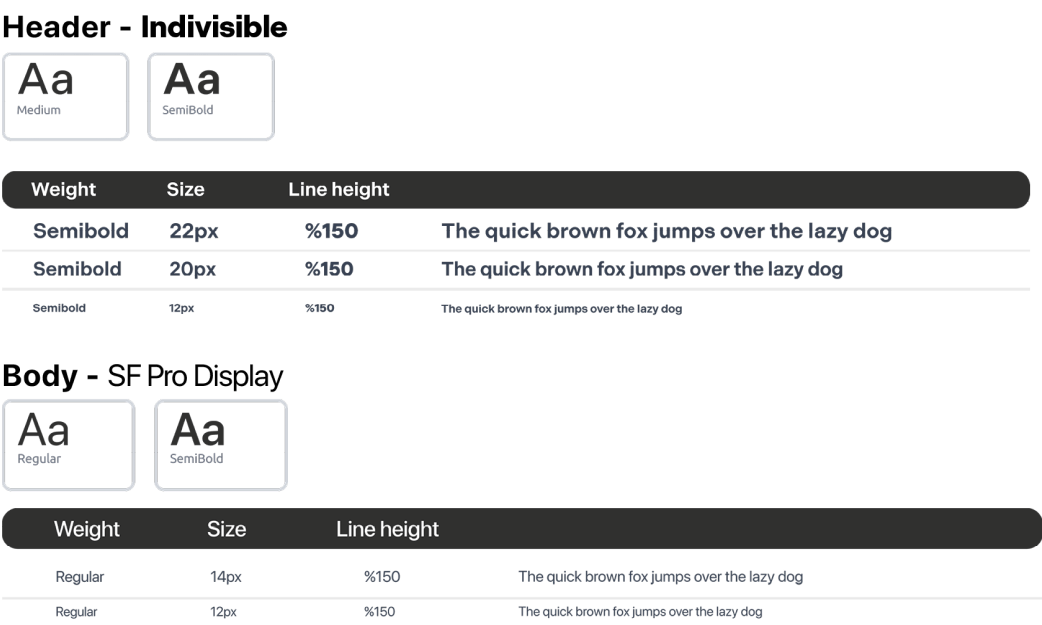 Header - Indivisible
Aa Aa
Medium SemiBold
Weight Size Line height
Semibold 22px %150 The quick brown fox jumps over the lazy dog
Semibold 20px %150 The quick brown fox jumps over the lazy dog
Semibold 12px %150 The quick brown fox jumps over the lazy dog
Body - SF Pro Display
Aa Aa
Regular SemiBold
Weight Size Line height
Regular 14px %150 The quick brown fox jumps over the lazy dog
Regular 12px %150 The quick brown fox jumps over the lazy dog